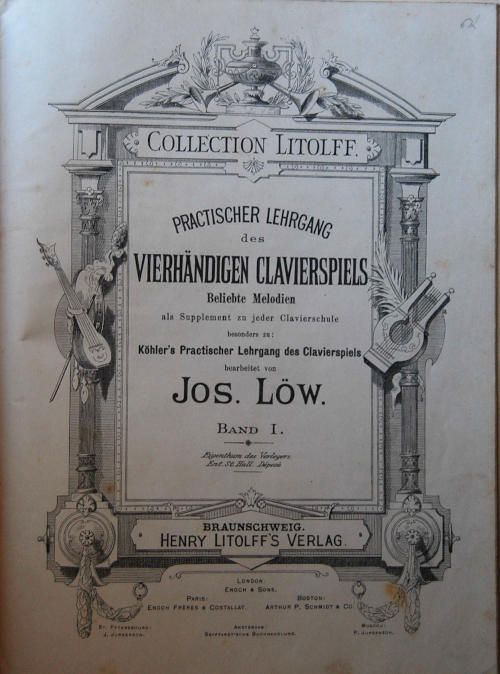 COLLECTION LITOLFF.
PRACTISCHER LEHRGANG
des
VIERHÄNDIGEN CLAVIERSPIELS
Beliebte Melodien
als Supplement zu jeder Clavierschule
besonders zu:
Köhler's Practischer Lehrgang des Clavierspiels
bearbeitet von
JOS. LÖW.
BAND I.
Eigenthum des Verlegers
Ent. St. Hall. Déposé
BRAUNSCHWEIG.
HENRY LITOLFF'S VERLAG.
LONDON:
ENOCH & SONS.
PARIS:
ENOCH FRÈRES & COSTALLAT.
BOSTON:
ARTHUR P. SCHMIDT & CO
ST. PETERSBOURG:
J. JURGENSON.
AMSTERDAM:
SEYFFARDT'SCHE BUCHHANDLUNG.
MOSCOU:
P. JURGENSON.